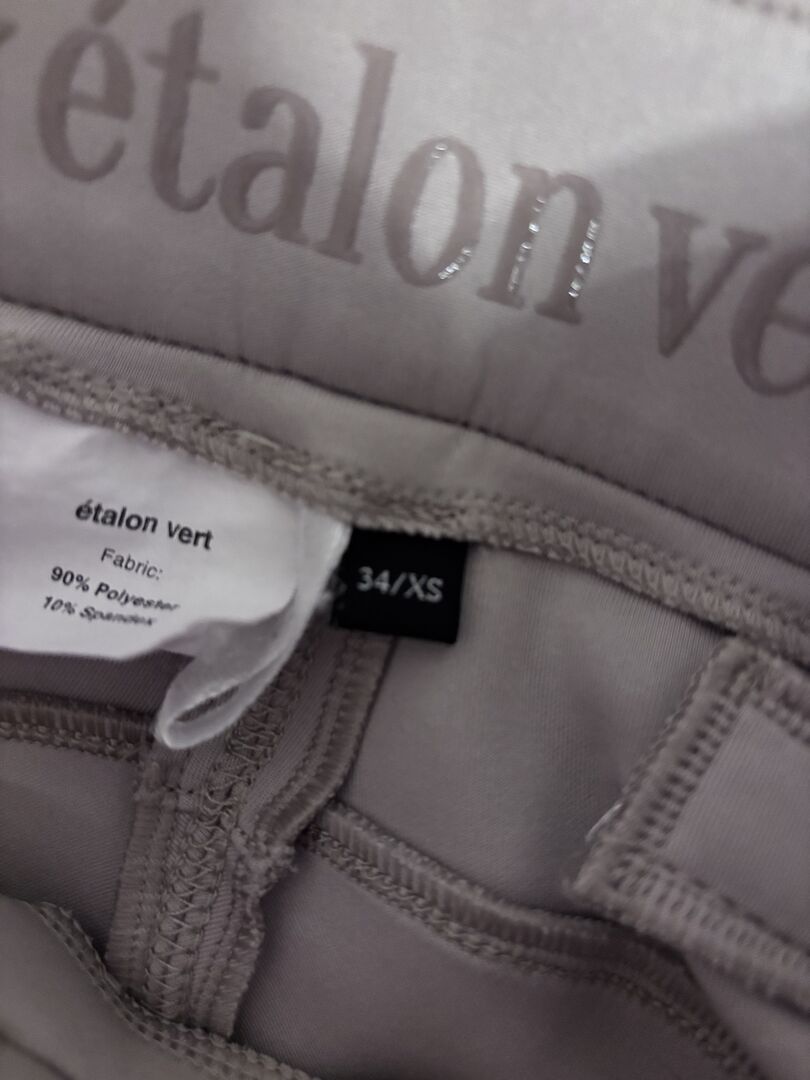 étalon ve
étalon vert
Fabric:
90% Polyester
10% Spandex
34/XS